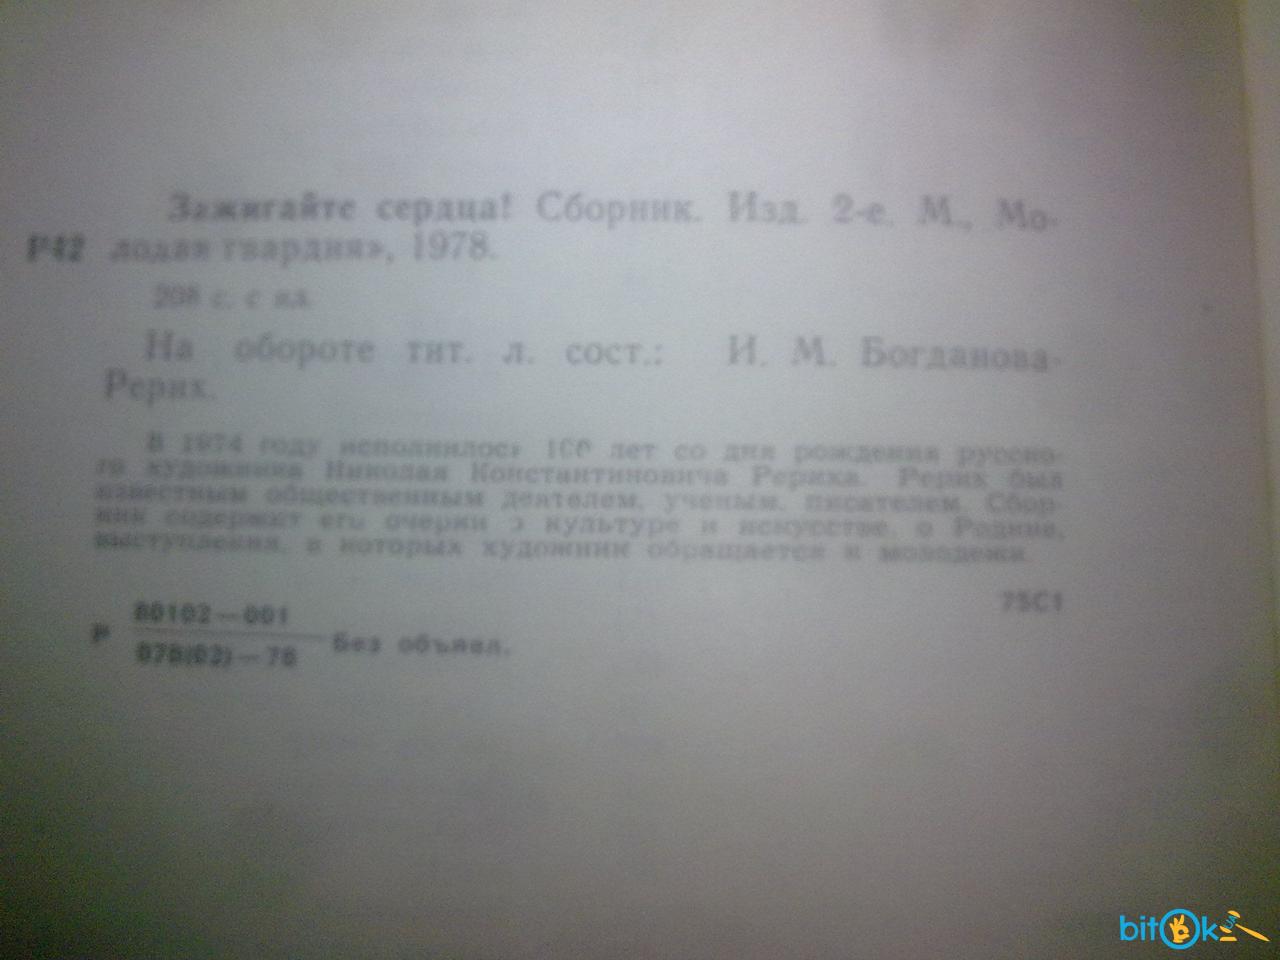 Зажигайте сердца! Сборник. Изд. 2-е. М., Мо-
Р42 лодая гвардия», 1978.
208 с. с ил.
На обороте тит. л. сост.: И. М. Богданова-
Рерих.
В 1974 году исполнилось 100 лет со дня рождения русско-
го художника Николая Константиновича Рериха. Рерих был
известным общественным деятелем, ученым, писателем. Сбор-
ник содержит его очерки о культуре и искусстве, о Родине,
выступления, в которых художник обращается к молодежи.
75С1
Р 80102—001
078(02)—78 Без объявл.
bitOk UA